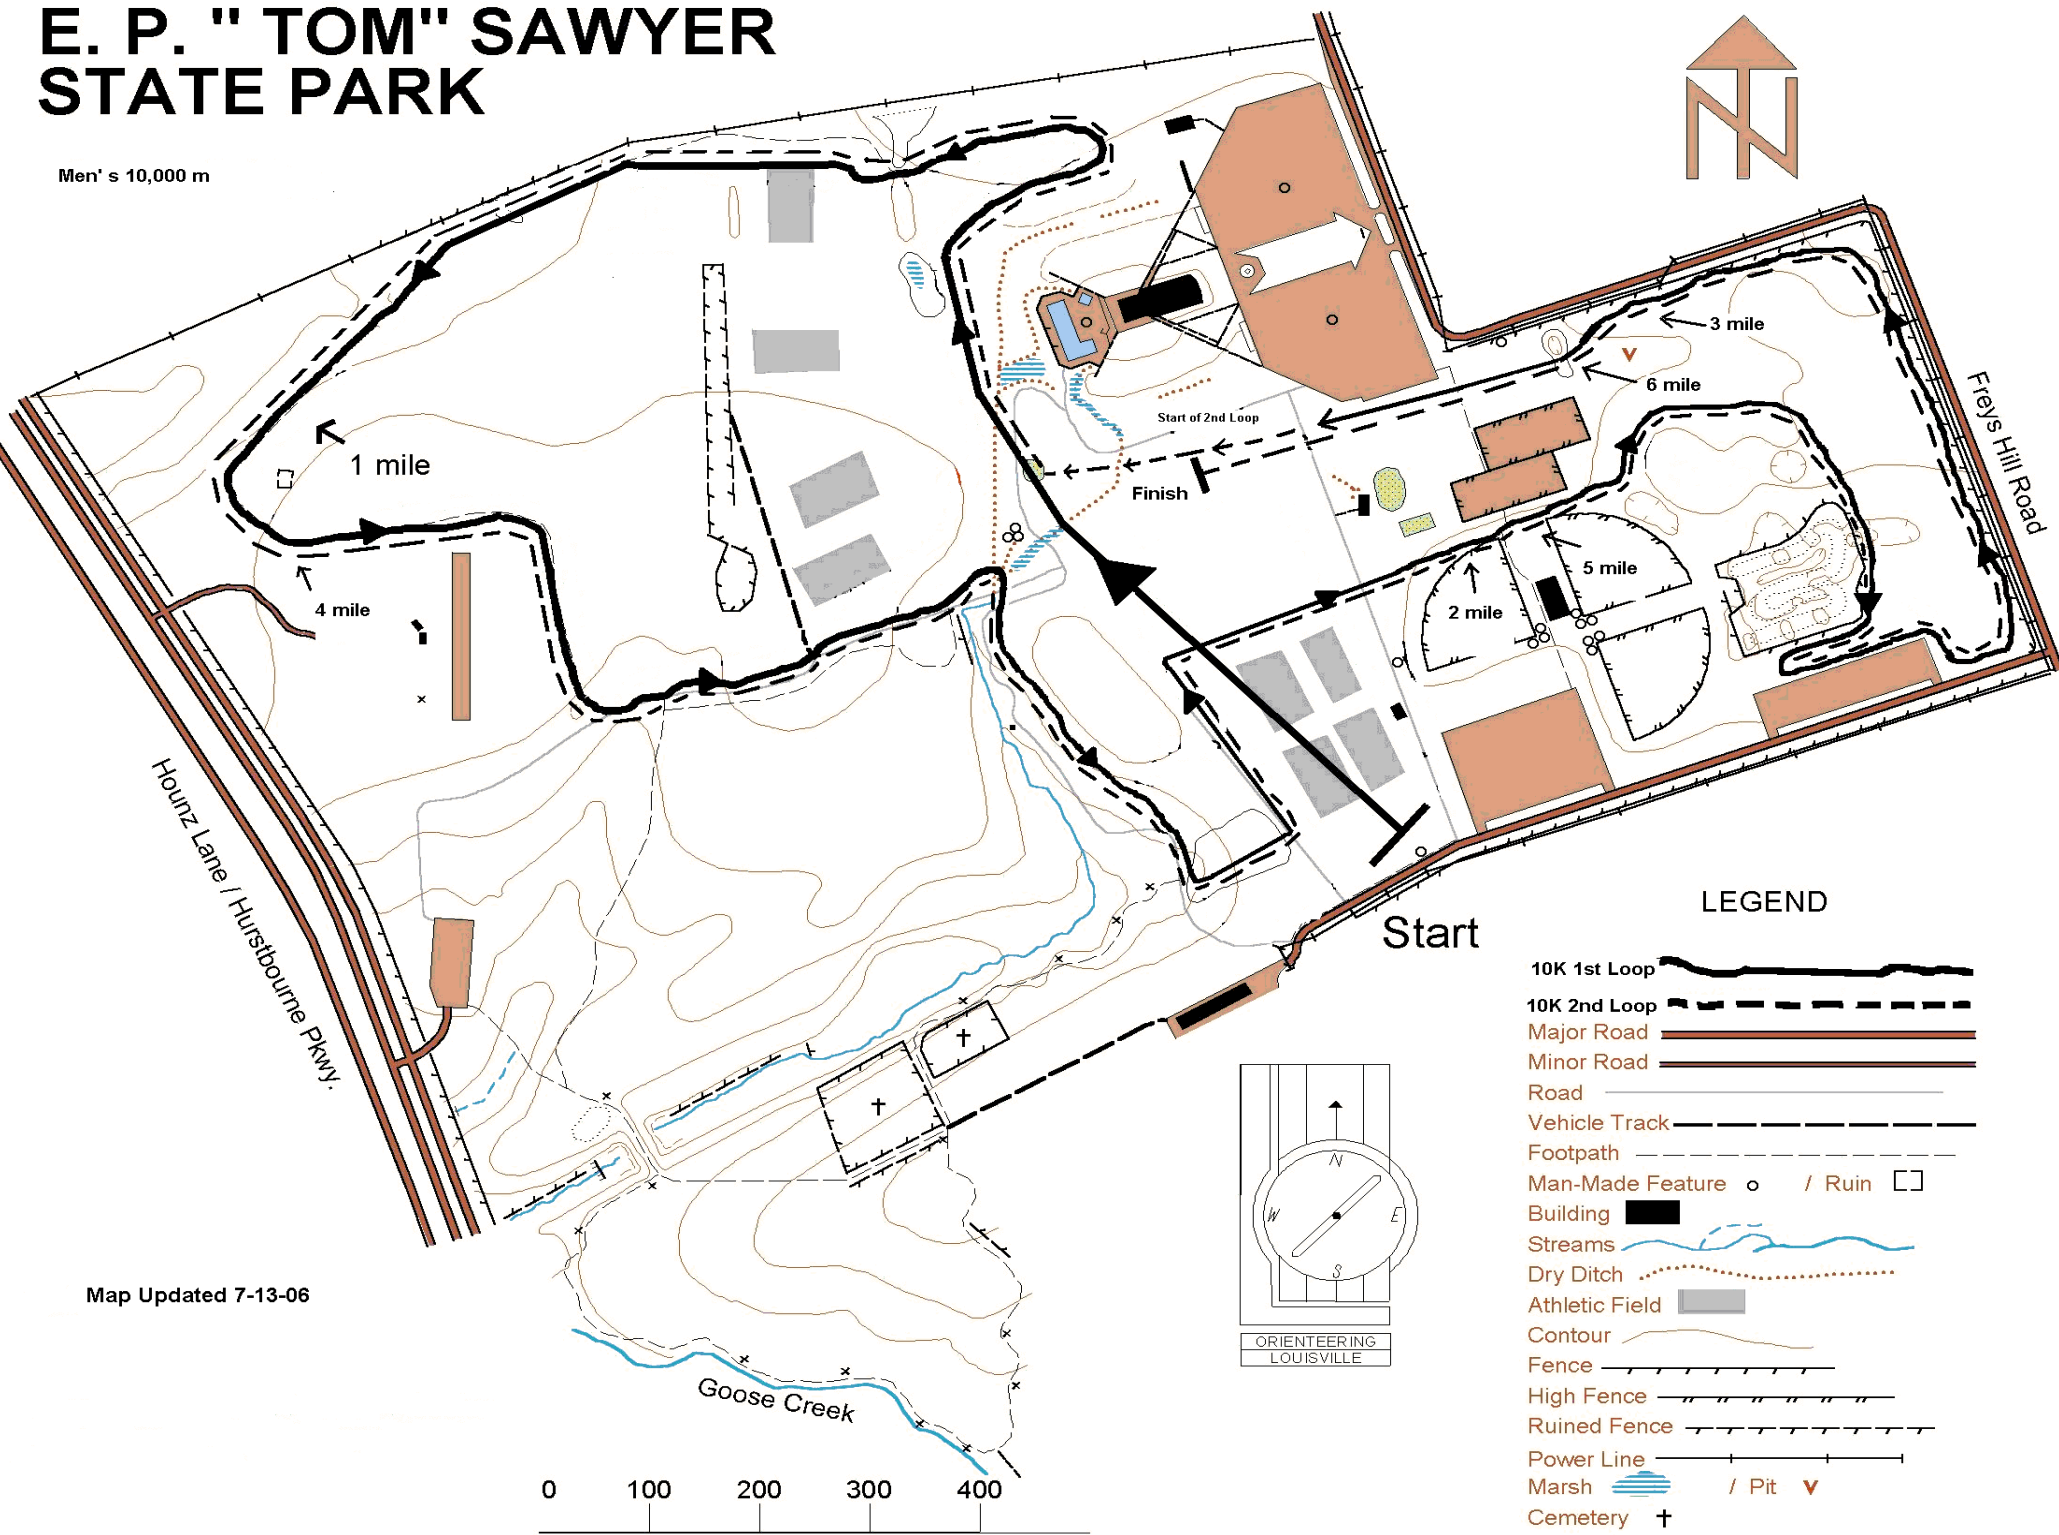 E. P. " TOM" SAWYER
STATE PARK
Men' s 10,000 m
N
1 mile
4 mile
Start of 2nd Loop
Finish
3 mile
6 mile
5 mile
2 mile
Freys Hill Road
Hounz Lane / Hurstbourne Pkwy.
Start
Map Updated 7-13-06
Goose Creek
0 100 200 300 400
N
W E
S
ORIENTEERING
LOUISVILLE
LEGEND
10K 1st Loop
10K 2nd Loop
Major Road
Minor Road
Road
Vehicle Track
Footpath
Man-Made Feature / Ruin
Building
Streams
Dry Ditch
Athletic Field
Contour
Fence
High Fence
Ruined Fence
Power Line
Marsh / Pit
Cemetery